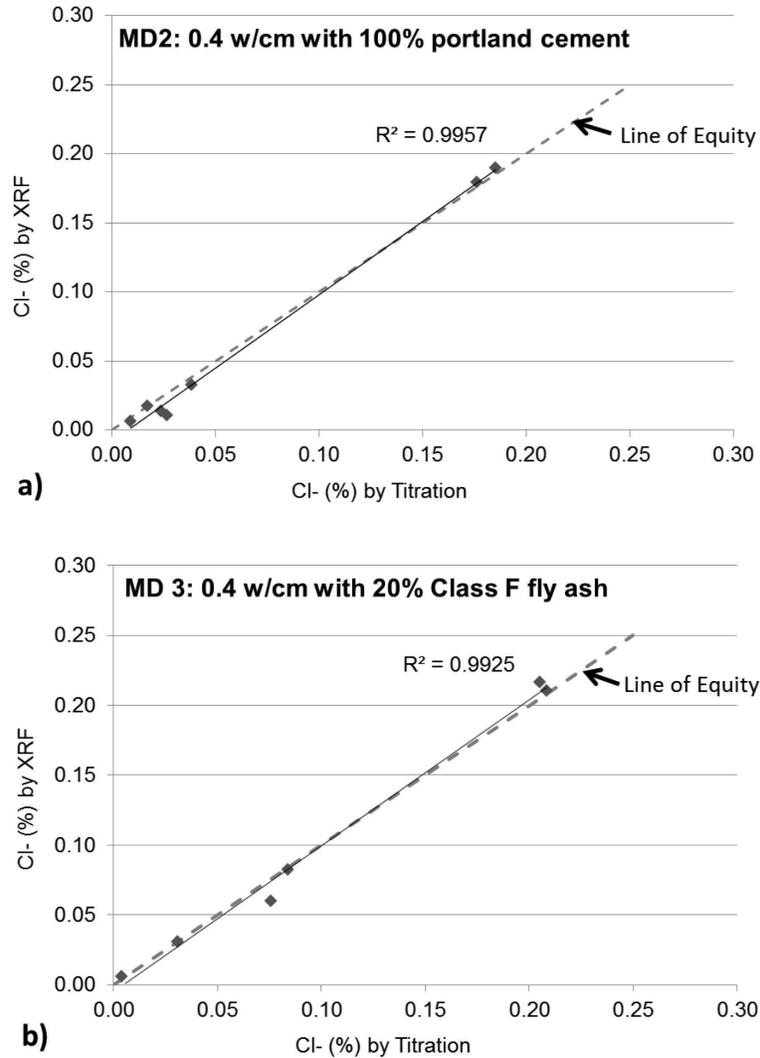 MD2: 0.4 w/cm with 100% portland cement
0.30
0.25
0.20
0.15
0.10
0.05
0.00
Cl- (%) by XRF
R² = 0.9957
Line of Equity
0.00 0.05 0.10 0.15 0.20 0.25 0.30
Cl- (%) by Titration
a)
MD 3: 0.4 w/cm with 20% Class F fly ash
0.30
0.25
0.20
0.15
0.10
0.05
0.00
Cl- (%) by XRF
R² = 0.9925
Line of Equity
0.00 0.05 0.10 0.15 0.20 0.25 0.30
Cl- (%) by Titration
b)